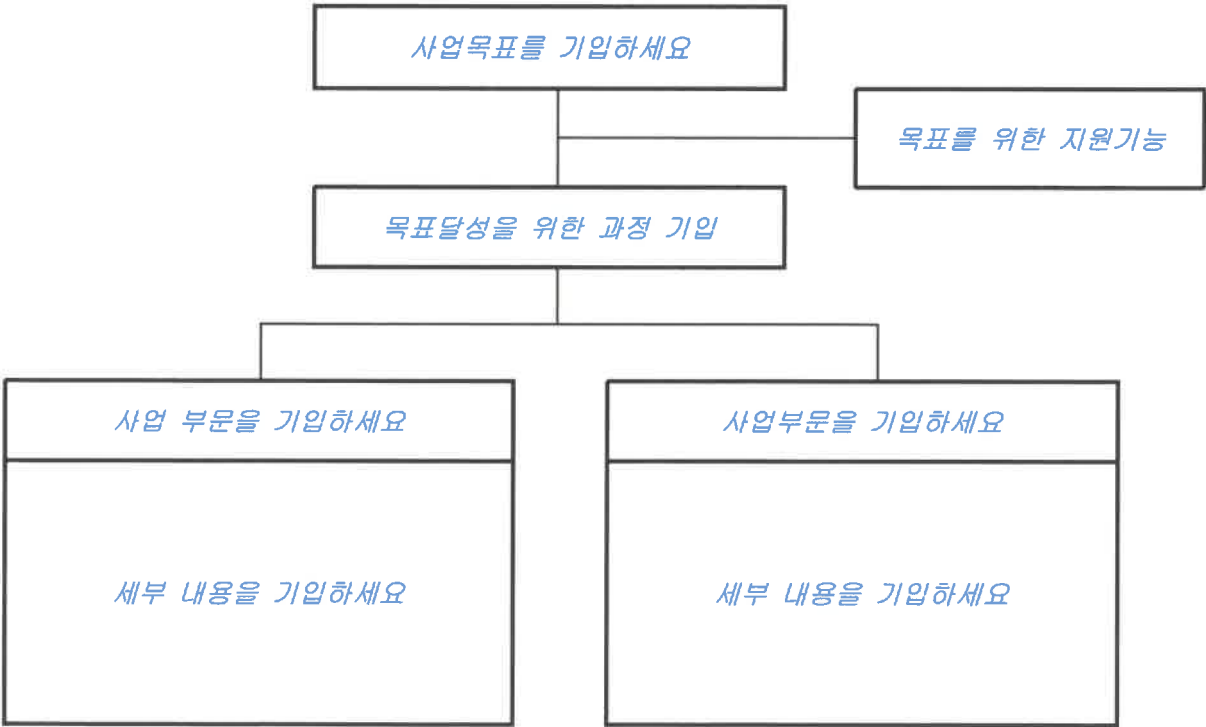 사업목표를 기입하세요
목표를 위한 지원기능
목표달성을 위한 과정 기입
사업 부문을 기입하세요
사업부문을 기입하세요
세부 내용을 기입하세요
세부 내용을 기입하세요